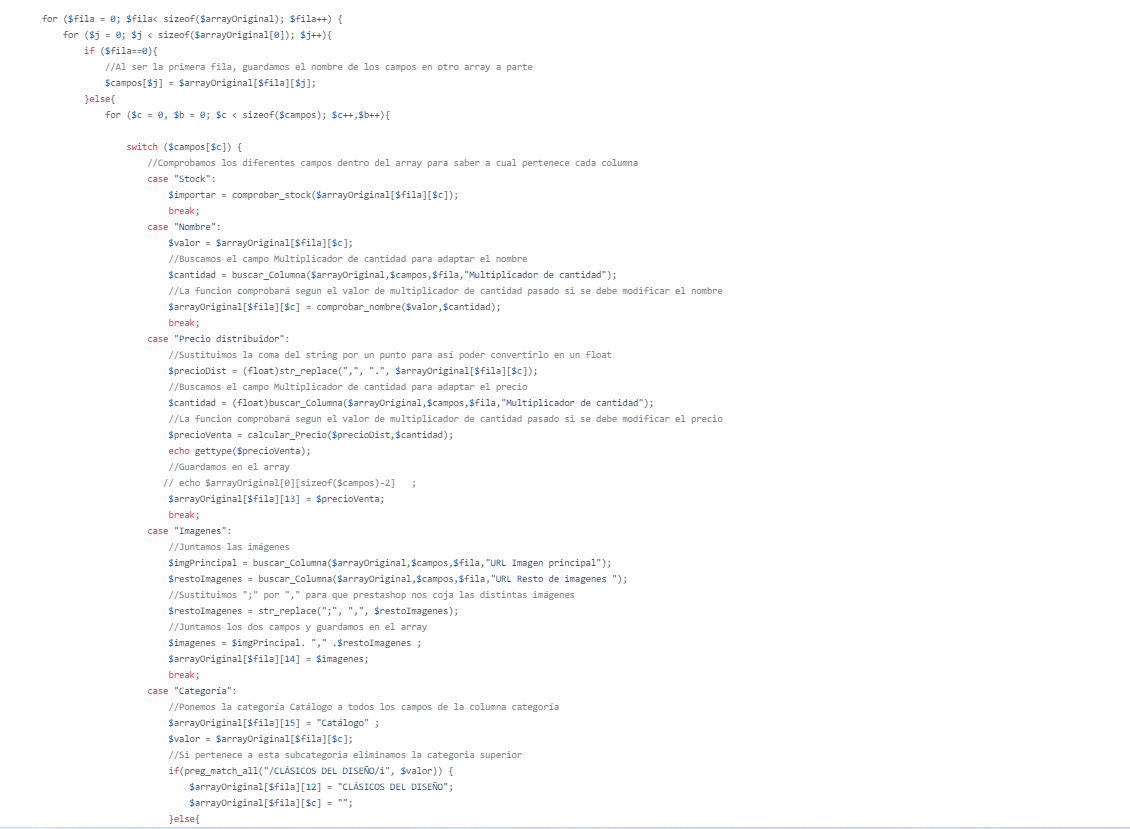 for ($fila = 0; $fila< sizeof($arrayOriginal); $fila++) {
for ($j = 0; $j < sizeof($arrayOriginal[0]); $j++){
if ($fila==0){
//Al ser la primera fila, guardamos el nombre de los campos en otro array a parte
$campos[$j] = $arrayOriginal[$fila][$j];
}else{
for ($c = 0, $b = 0; $c < sizeof($campos); $c++,$b++){
switch ($campos[$c]) {
//Comprobamos los diferentes campos dentro del array para saber a cual pertenece cada columna
case "Stock":
$importar = comprobar_stock($arrayOriginal[$fila][$c]);
break;
case "Nombre":
$valor = $arrayOriginal[$fila][$c];
//Buscamos el campo Multiplicador de cantidad para adaptar el nombre
$cantidad = buscar_Columna($arrayOriginal,$campos,$fila,"Multiplicador de cantidad");
//La funcion comprobará segun el valor de multiplicador de cantidad pasado si se debe modificar el nombre
$arrayOriginal[$fila][$c] = comprobar_nombre($valor,$cantidad);
break;
case "Precio distribuidor":
//Sustituimos la coma del string por un punto para así poder convertirlo en un float
$precioDist = (float)str_replace(",", ".", $arrayOriginal[$fila][$c]);
//Buscamos el campo Multiplicador de cantidad para adaptar el precio
$cantidad = (float)buscar_Columna($arrayOriginal,$campos,$fila,"Multiplicador de cantidad");
//La funcion comprobará segun el valor de multiplicador de cantidad pasado si se debe modificar el precio
$precioVenta = calcular_Precio($precioDist,$cantidad);
echo gettype($precioVenta);
//Guardamos en el array
// echo $arrayOriginal[0][sizeof($campos)-2]   ;
$arrayOriginal[$fila][13] = $precioVenta;
break;
case "Imagenes":
//Juntamos las imágenes
$imgPrincipal = buscar_Columna($arrayOriginal,$campos,$fila,"URL Imagen principal");
$restoImagenes = buscar_Columna($arrayOriginal,$campos,$fila,"URL Resto de imagenes ");
//Sustituimos ";" por "," para que prestashop nos coja las distintas imágenes
$restoImagenes = str_replace(";", ",", $restoImagenes);
//Juntamos los dos campos y guardamos en el array
$imagenes = $imgPrincipal. "," .$restoImagenes ;
$arrayOriginal[$fila][14] = $imagenes;
break;
case "Categoría":
//Ponemos la categoría Catálogo a todos los campos de la columna categoría
$arrayOriginal[$fila][15] = "Catálogo" ;
$valor = $arrayOriginal[$fila][$c];
//Si pertenece a esta subcategoria eliminamos la categoria superior
if(preg_match_all("/CLÁSICOS DEL DISEÑO/i", $valor)) {
$arrayOriginal[$fila][12] = "CLÁSICOS DEL DISEÑO";
$arrayOriginal[$fila][$c] = "";
}else{